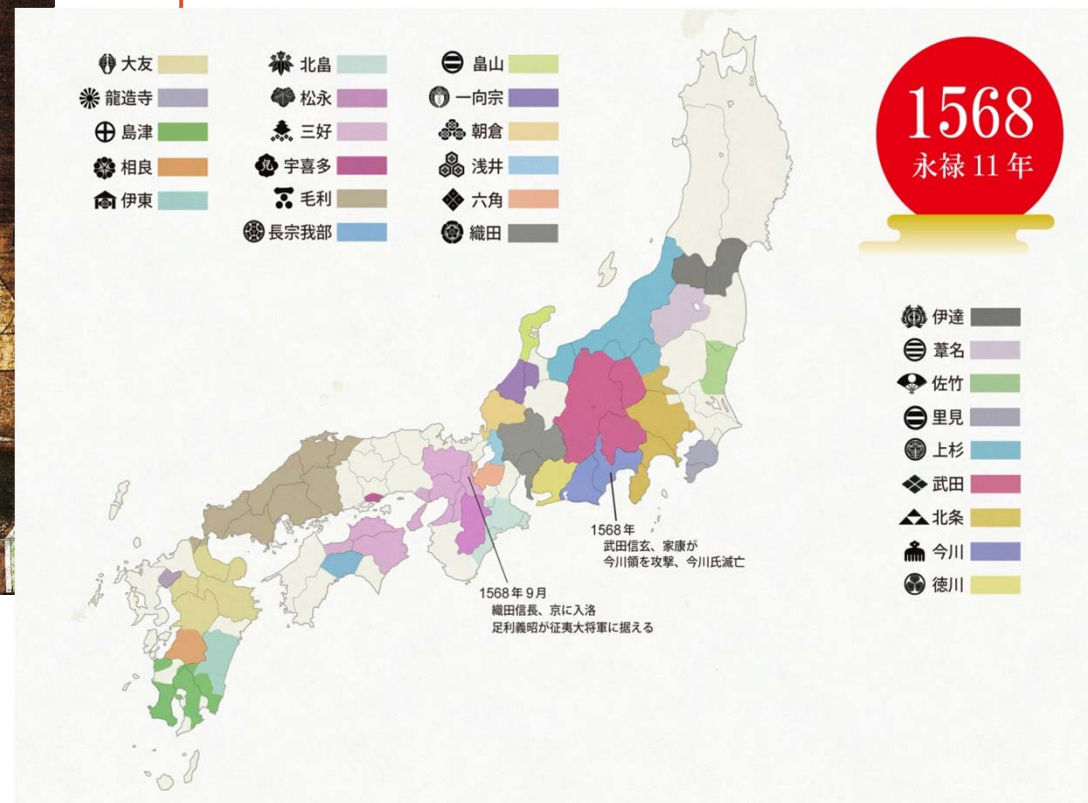 大友
龍造寺
島津
相良
伊東
北畠
松永
三好
宇喜多
毛利
長宗我部
畠山
一向宗
朝倉
浅井
六角
織田
1568
永禄11年
伊達
葦名
佐竹
里見
上杉
武田
北条
今川
徳川
1568年
武田信玄、家康が
今川領を攻撃、今川氏滅亡
1568年9月
織田信長、京に入洛
足利義昭が征夷大将軍に据える